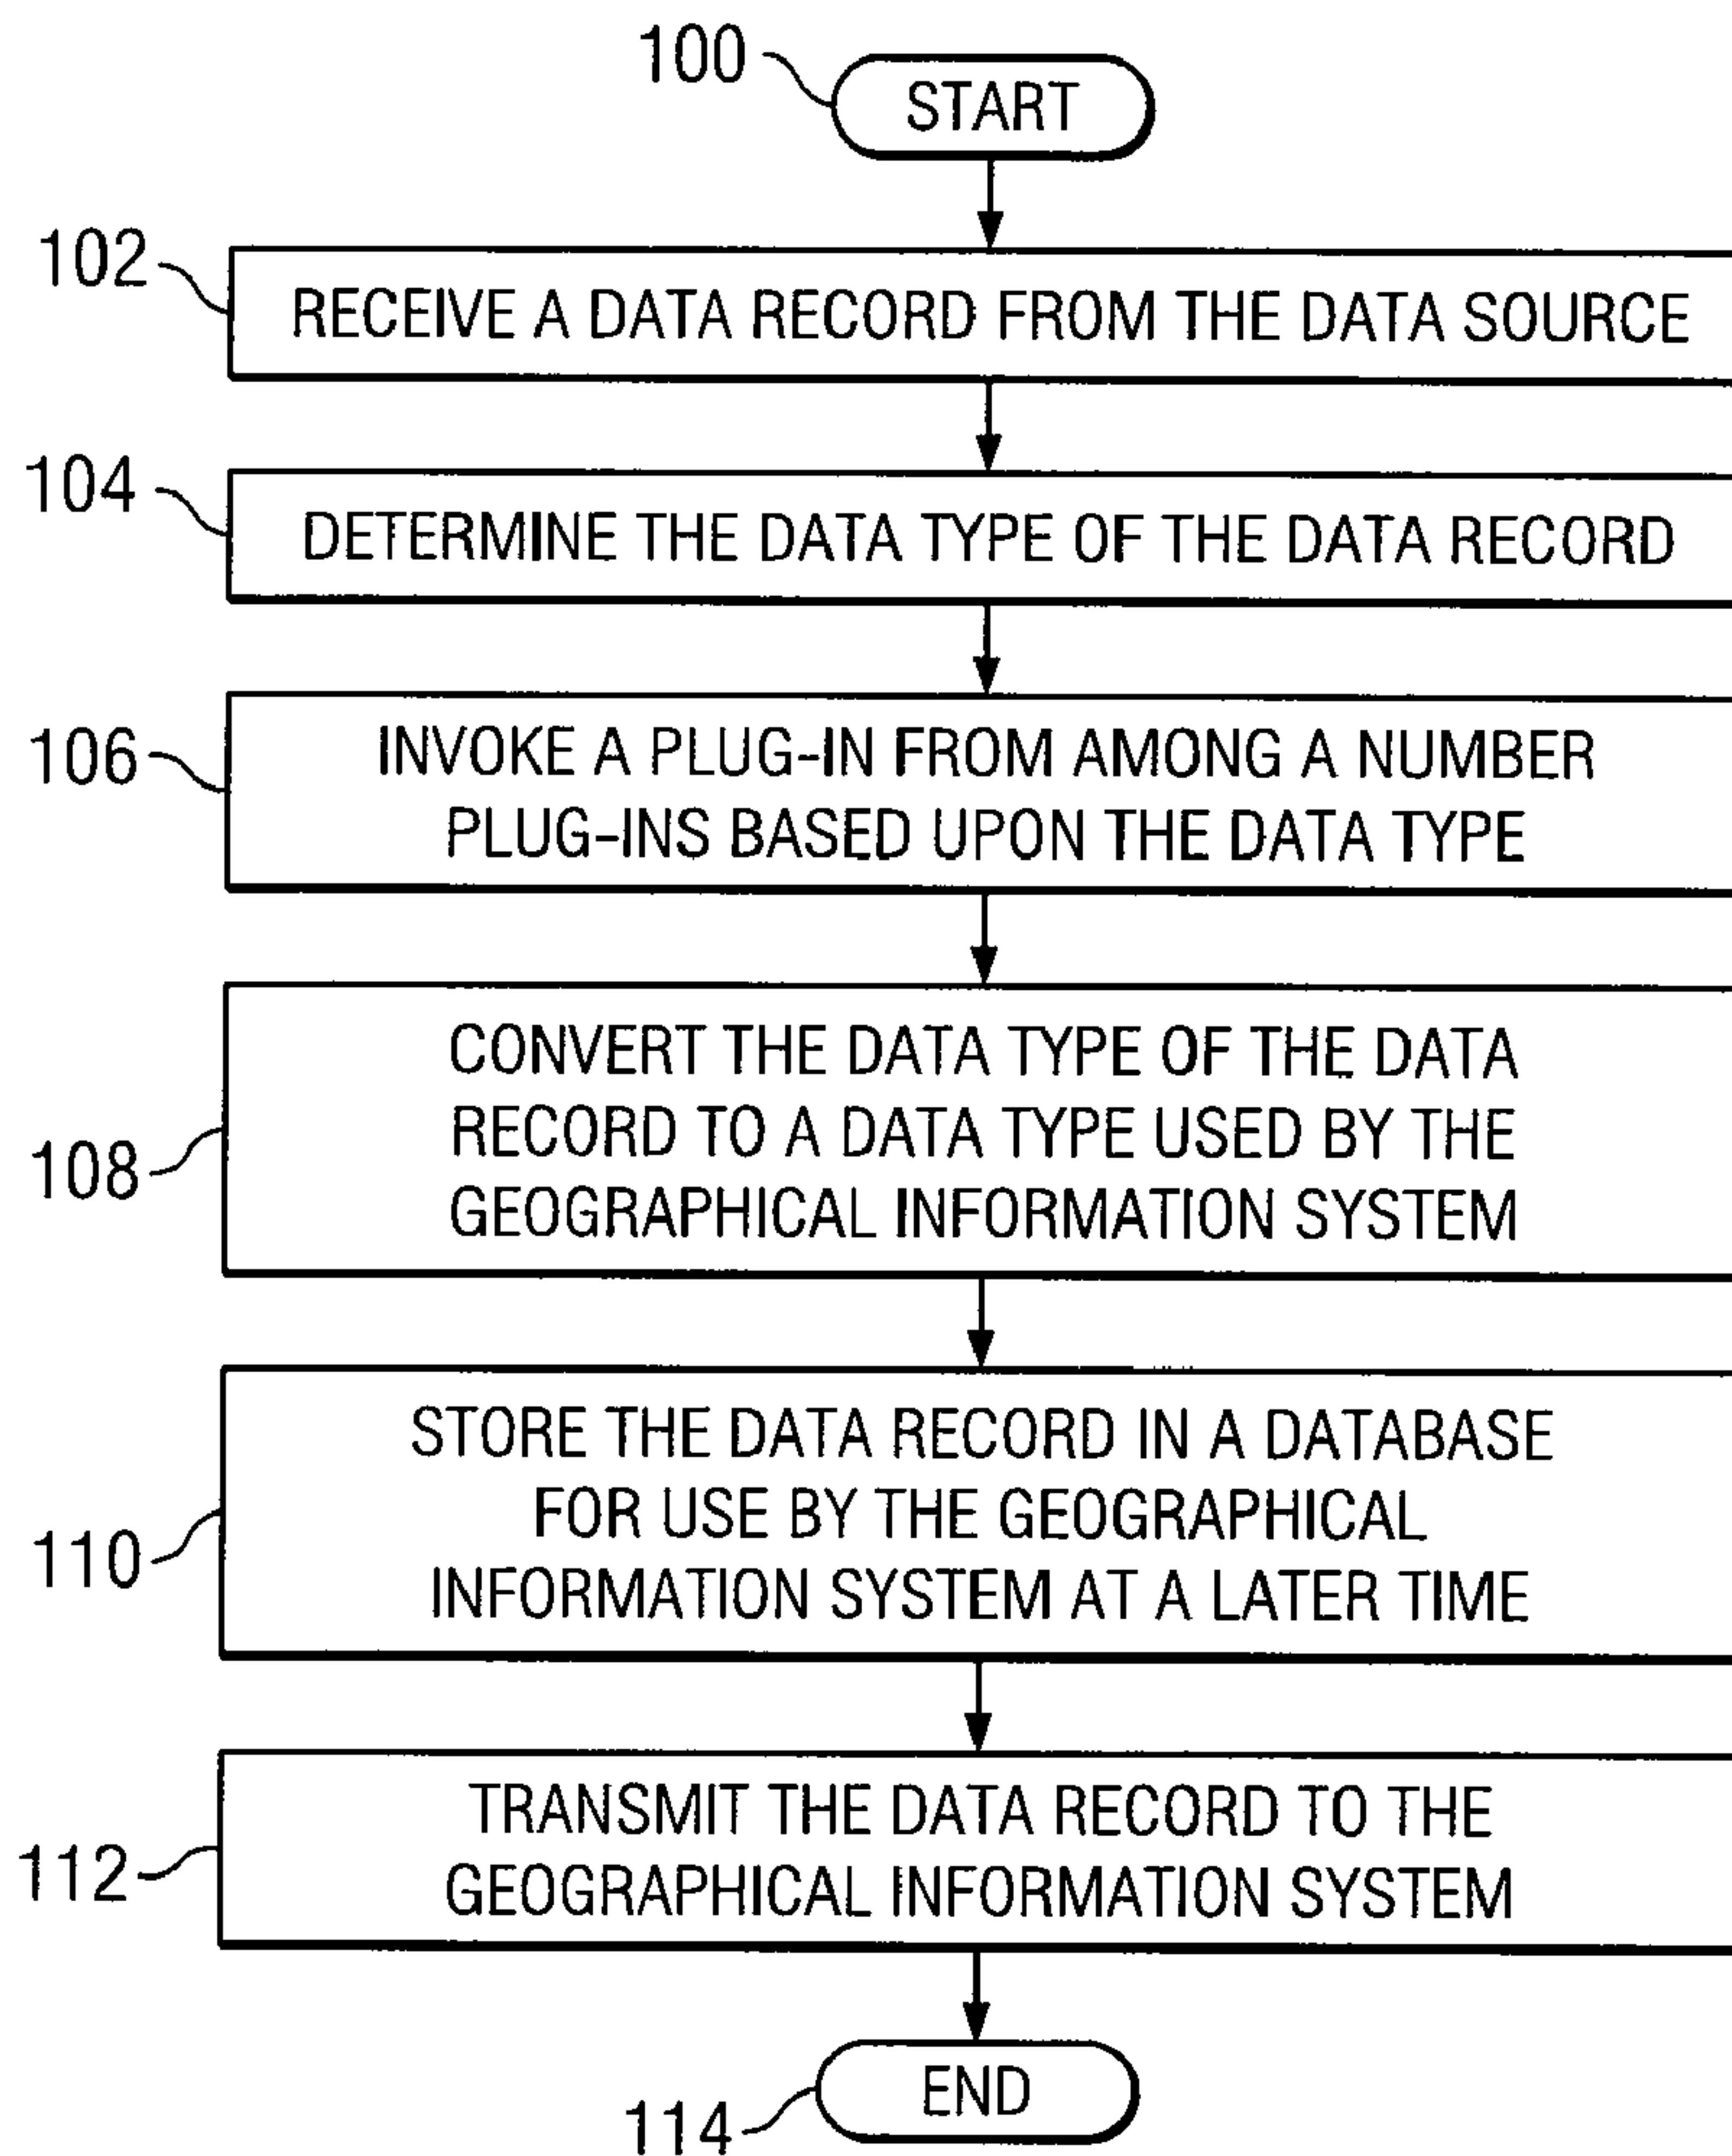 100
START
102
RECEIVE A DATA RECORD FROM THE DATA SOURCE
104
DETERMINE THE DATA TYPE OF THE DATA RECORD
106
INVOKE A PLUG-IN FROM AMONG A NUMBER
PLUG-INS BASED UPON THE DATA TYPE
108
CONVERT THE DATA TYPE OF THE DATA
RECORD TO A DATA TYPE USED BY THE
GEOGRAPHICAL INFORMATION SYSTEM
110
STORE THE DATA RECORD IN A DATABASE
FOR USE BY THE GEOGRAPHICAL
INFORMATION SYSTEM AT A LATER TIME
112
TRANSMIT THE DATA RECORD TO THE
GEOGRAPHICAL INFORMATION SYSTEM
114
END